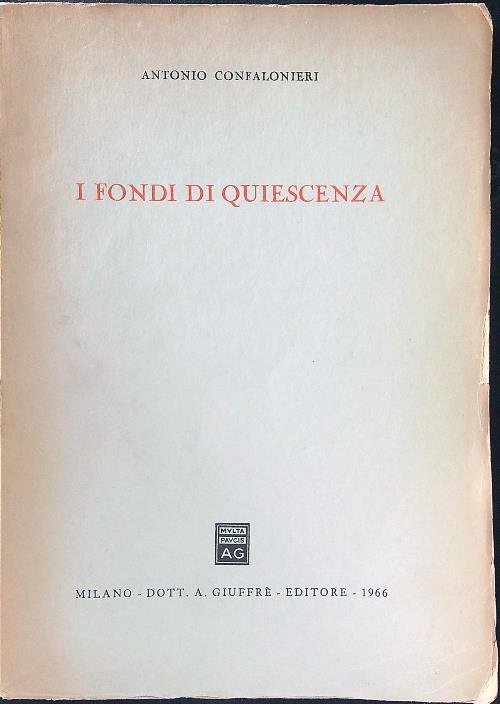 ANTONIO CONFALONIERI
I FONDI DI QUIESCENZA
MVLTA
PAVCIS
AG
MILANO - DOTT. A. GIUFFRÈ - EDITORE - 1966